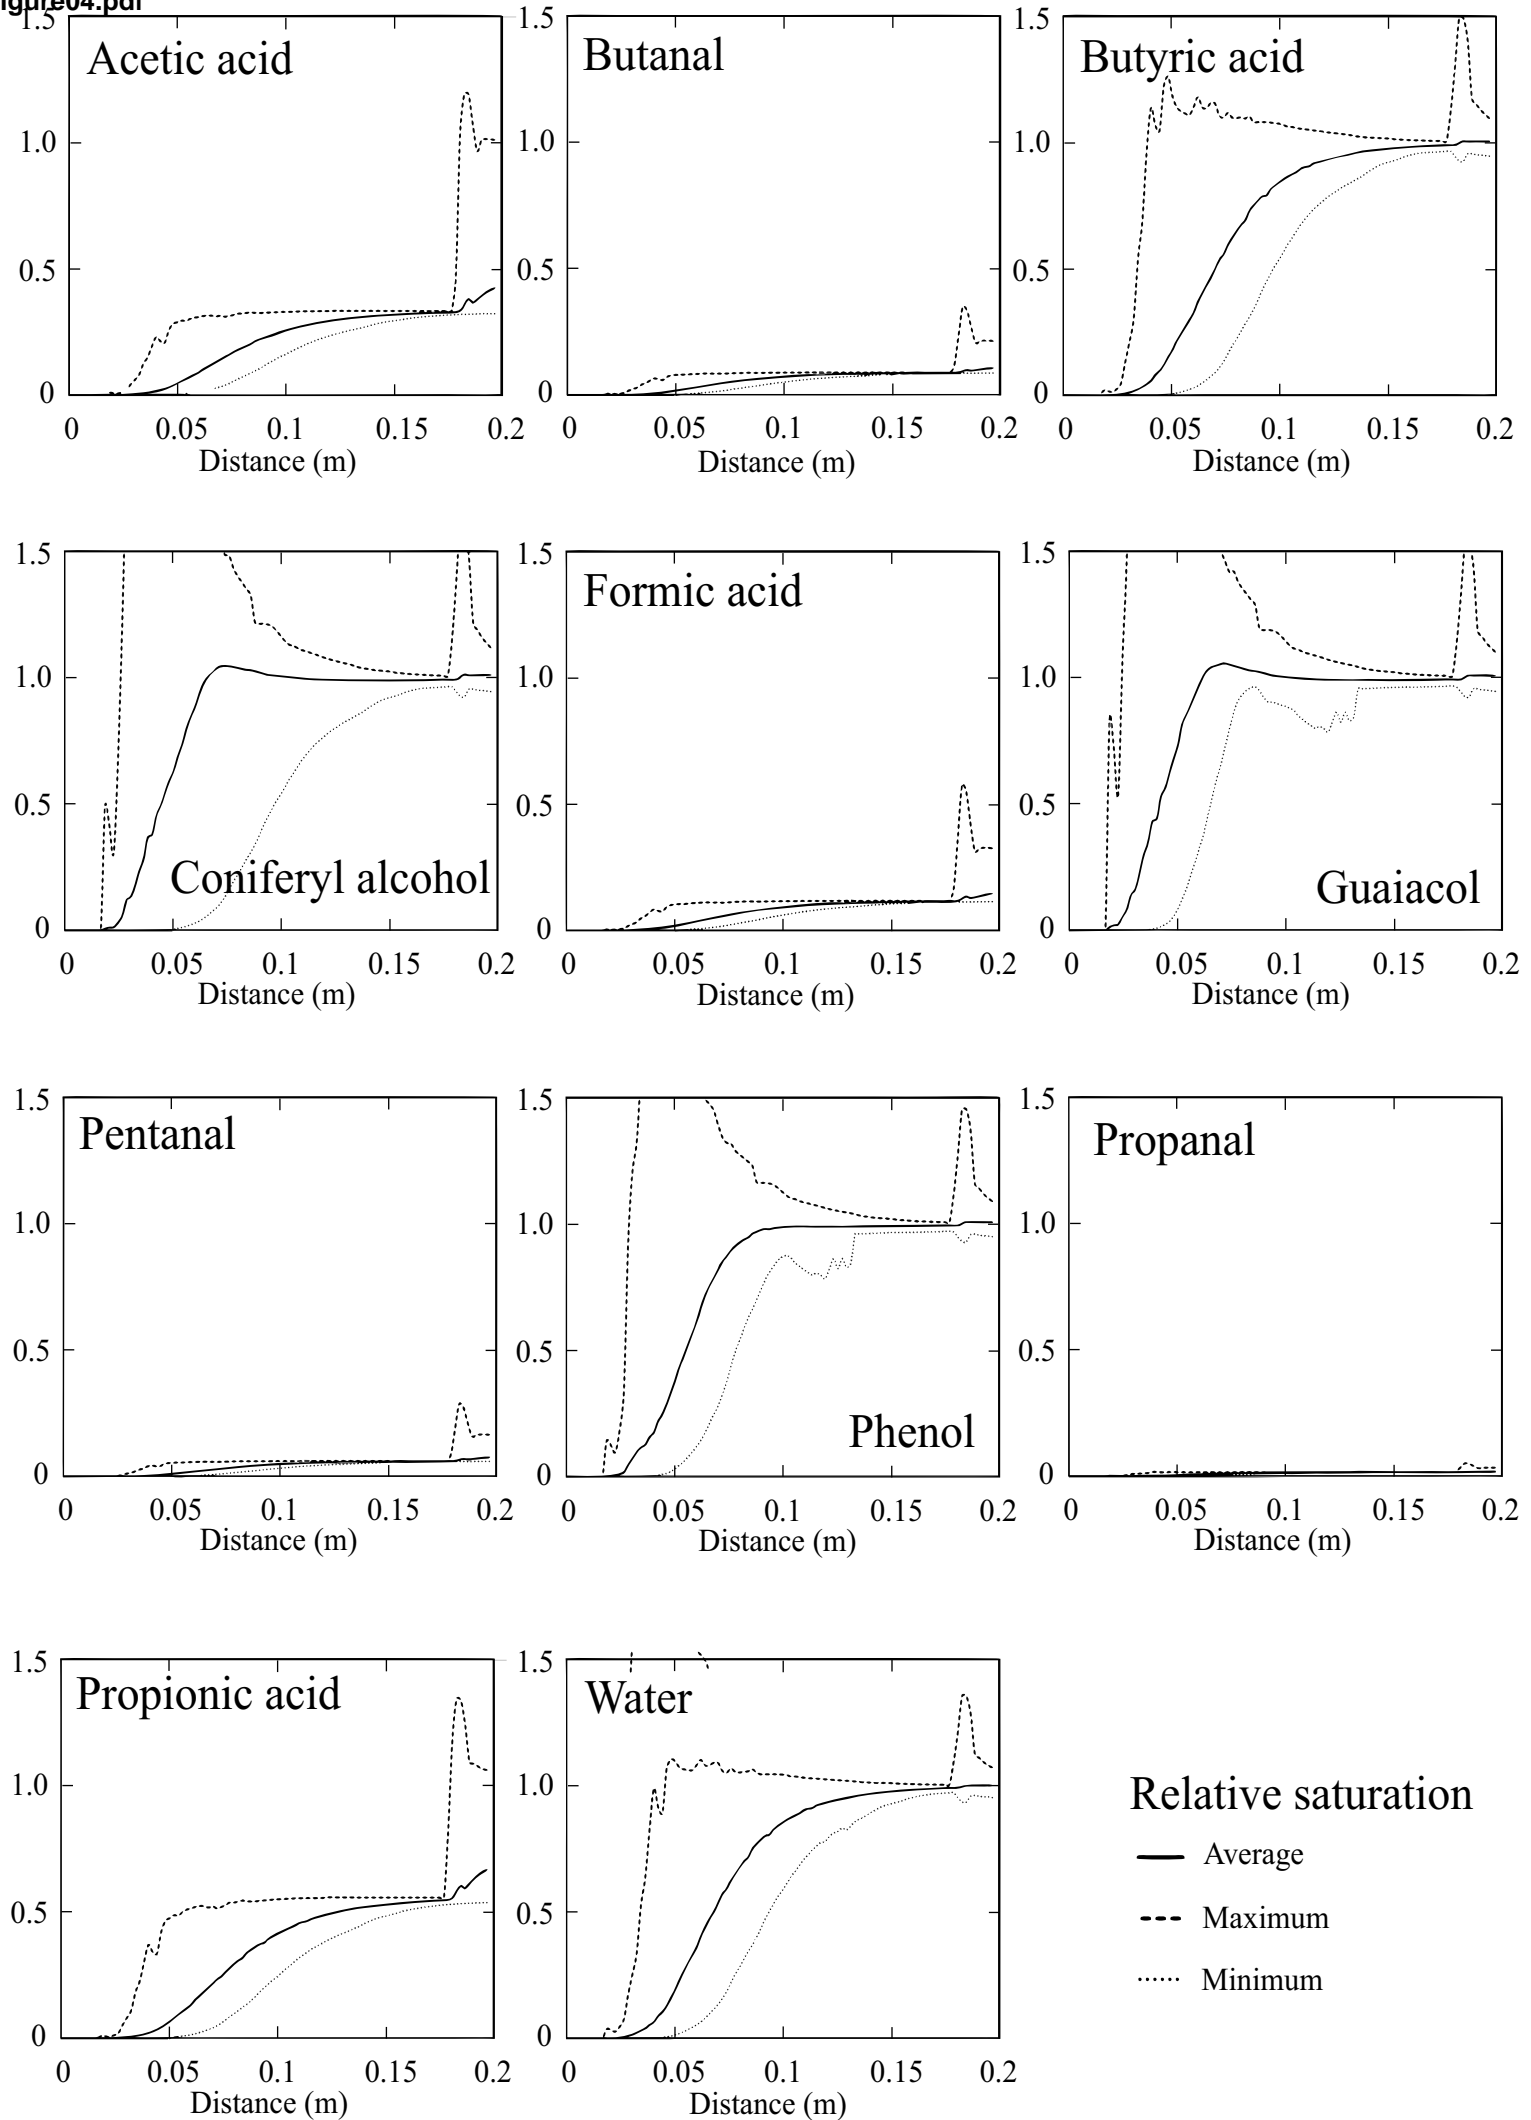 igure04.pdf
Acetic acid
1.5
1.0
0.5
0
0 0.05 0.1 0.15 0.2
Distance (m)
Butanal
1.5
1.0
0.5
0
0 0.05 0.1 0.15 0.2
Distance (m)
Butyric acid
1.5
1.0
0.5
0
0 0.05 0.1 0.15 0.2
Distance (m)
Coniferyl alcohol
1.5
1.0
0.5
0
0 0.05 0.1 0.15 0.2
Distance (m)
Formic acid
1.5
1.0
0.5
0
0 0.05 0.1 0.15 0.2
Distance (m)
Guaiacol
1.5
1.0
0.5
0
0 0.05 0.1 0.15 0.2
Distance (m)
Pentanal
1.5
1.0
0.5
0
0 0.05 0.1 0.15 0.2
Distance (m)
Phenol
1.5
1.0
0.5
0
0 0.05 0.1 0.15 0.2
Distance (m)
Propanal
1.5
1.0
0.5
0
0 0.05 0.1 0.15 0.2
Distance (m)
Propionic acid
1.5
1.0
0.5
0
0 0.05 0.1 0.15 0.2
Distance (m)
Water
1.5
1.0
0.5
0
0 0.05 0.1 0.15 0.2
Distance (m)
Relative saturation
Average
Maximum
Minimum